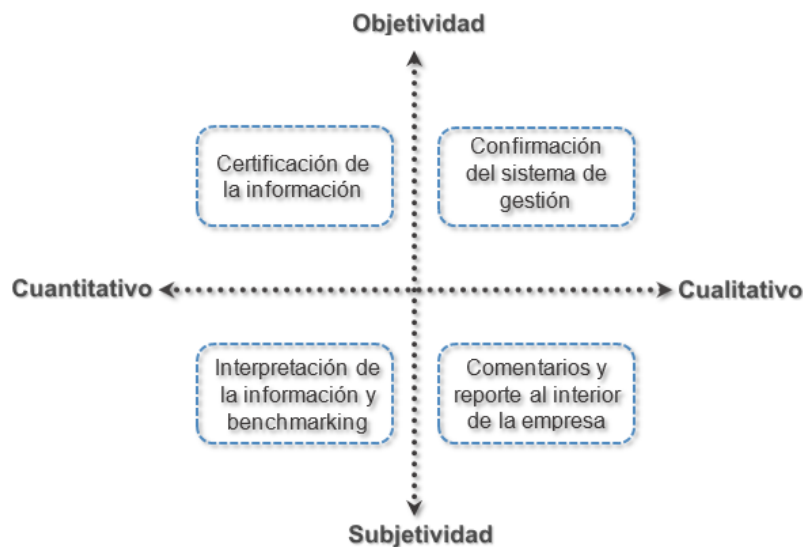 Objetividad
Certificación de
la información
Confirmación
del sistema de
gestión
Cuantitativo
Cualitativo
Interpretación de
la información y
benchmarking
Comentarios y
reporte al interior
de la empresa
Subjetividad